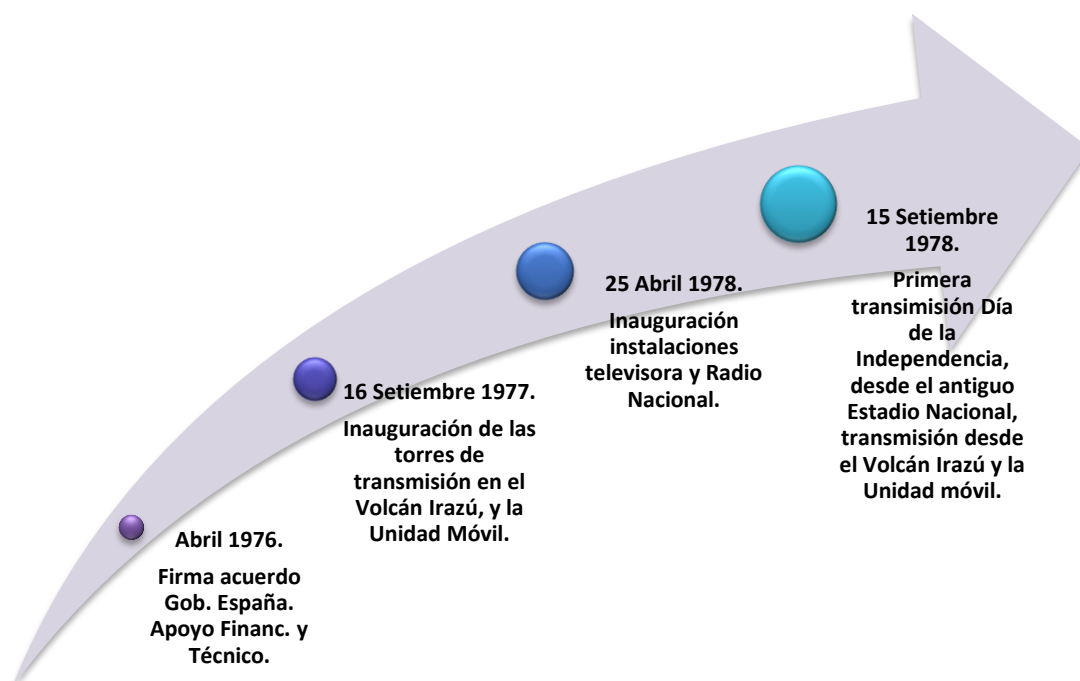 Abril 1976.
Firma acuerdo
Gob. España.
Apoyo Financ. y
Técnico.
16 Setiembre 1977.
Inauguración de las
torres de
transmisión en el
Volcán Irazú, y la
Unidad Móvil.
25 Abril 1978.
Inauguración
instalaciones
televisora y Radio
Nacional.
15 Setiembre
1978.
Primera
transimisión Día
de la
Independencia,
desde el antiguo
Estadio Nacional,
transmisión desde
el Volcán Irazú y la
Unidad móvil.